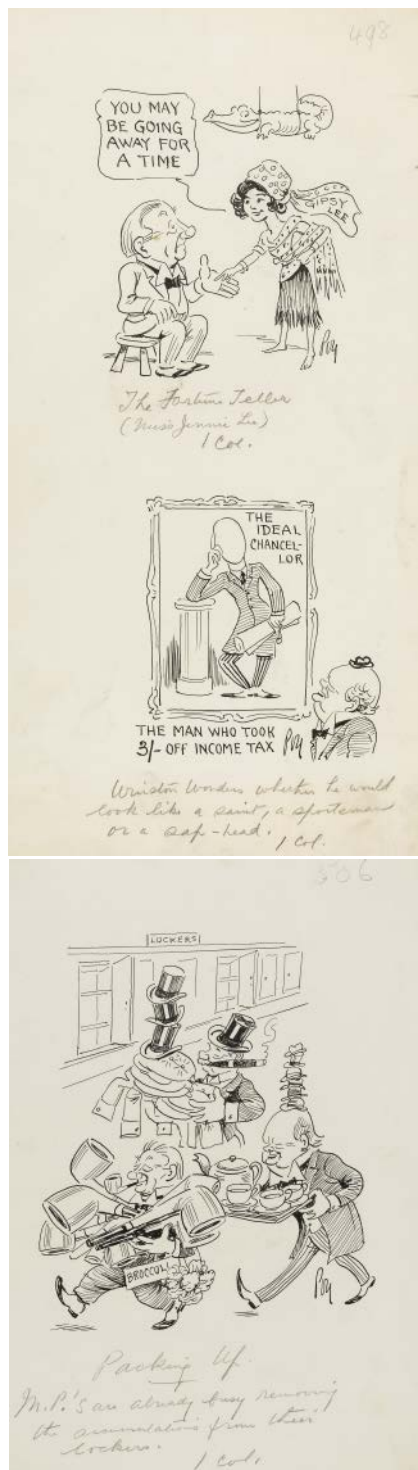 498
YOU MAY
BE GOING
AWAY FOR
A TIME
GIPSY
LEE
Poy
The Fortune Teller
(Miss Jennie Lee)
1 Col.
THE
IDEAL
CHANCEL-
LOR
THE MAN WHO TOOK
3/- OFF INCOME TAX
Poy
Winston Wonders whether he would
look like a saint, a sportsman
or a sap-head.
1 Col.
506
LOCKERS
BROCCOLI
Poy
Packing Up.
M.P.'s are already busy removing
the accumulations from their
lockers.
1 Col.